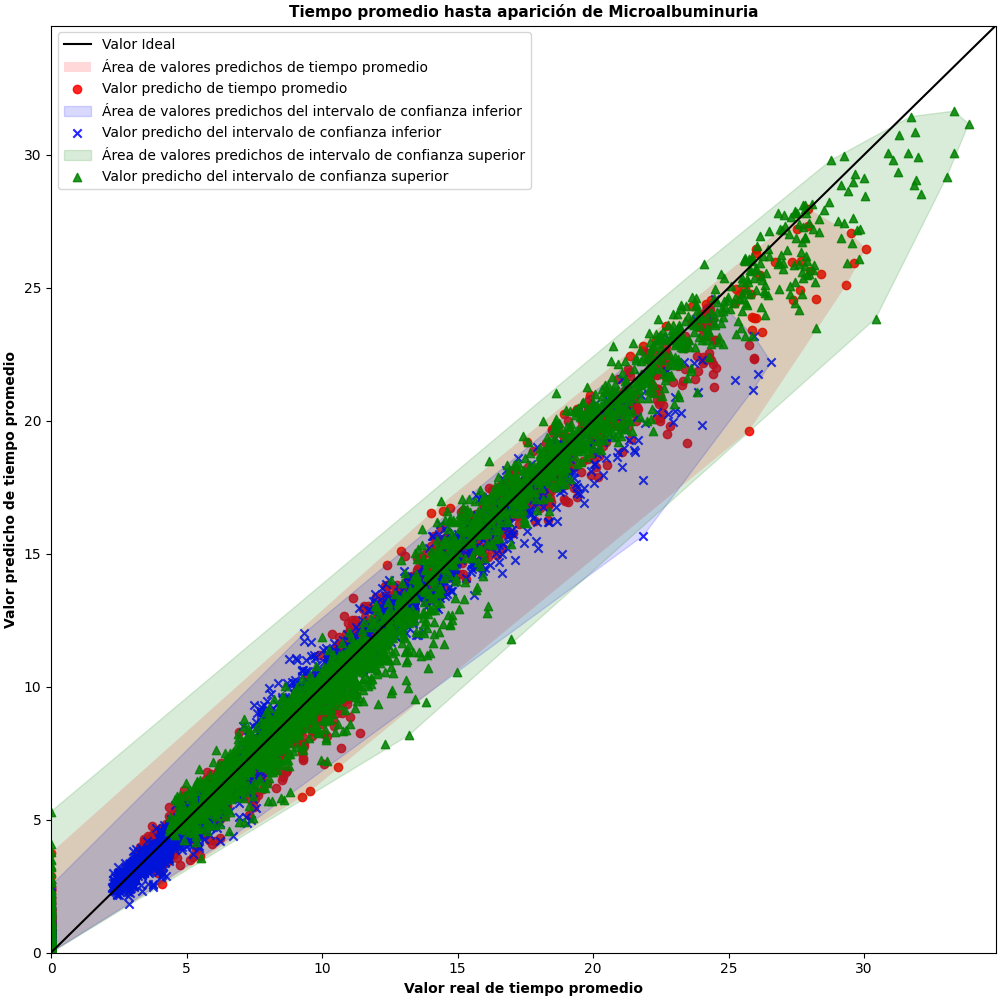 Tiempo promedio hasta aparición de Microalbuminuria
Valor Ideal
Área de valores predichos de tiempo promedio
Valor predicho de tiempo promedio
Área de valores predichos del intervalo de confianza inferior
Valor predicho del intervalo de confianza inferior
Área de valores predichos de intervalo de confianza superior
Valor predicho del intervalo de confianza superior
Valor predicho de tiempo promedio
30
25
20
15
10
5
0
0 5 10 15 20 25 30
Valor real de tiempo promedio